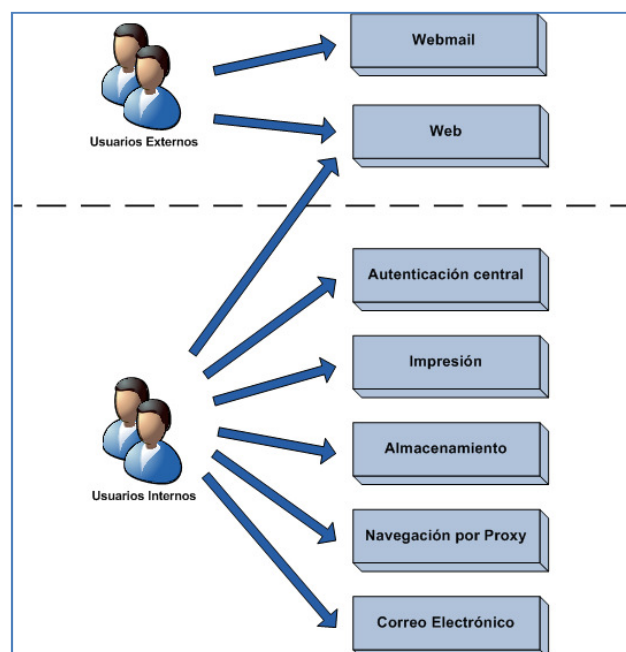 Webmail
Usuarios Externos
Web
Autenticación central
Impresión
Almacenamiento
Usuarios Internos
Navegación por Proxy
Correo Electrónico